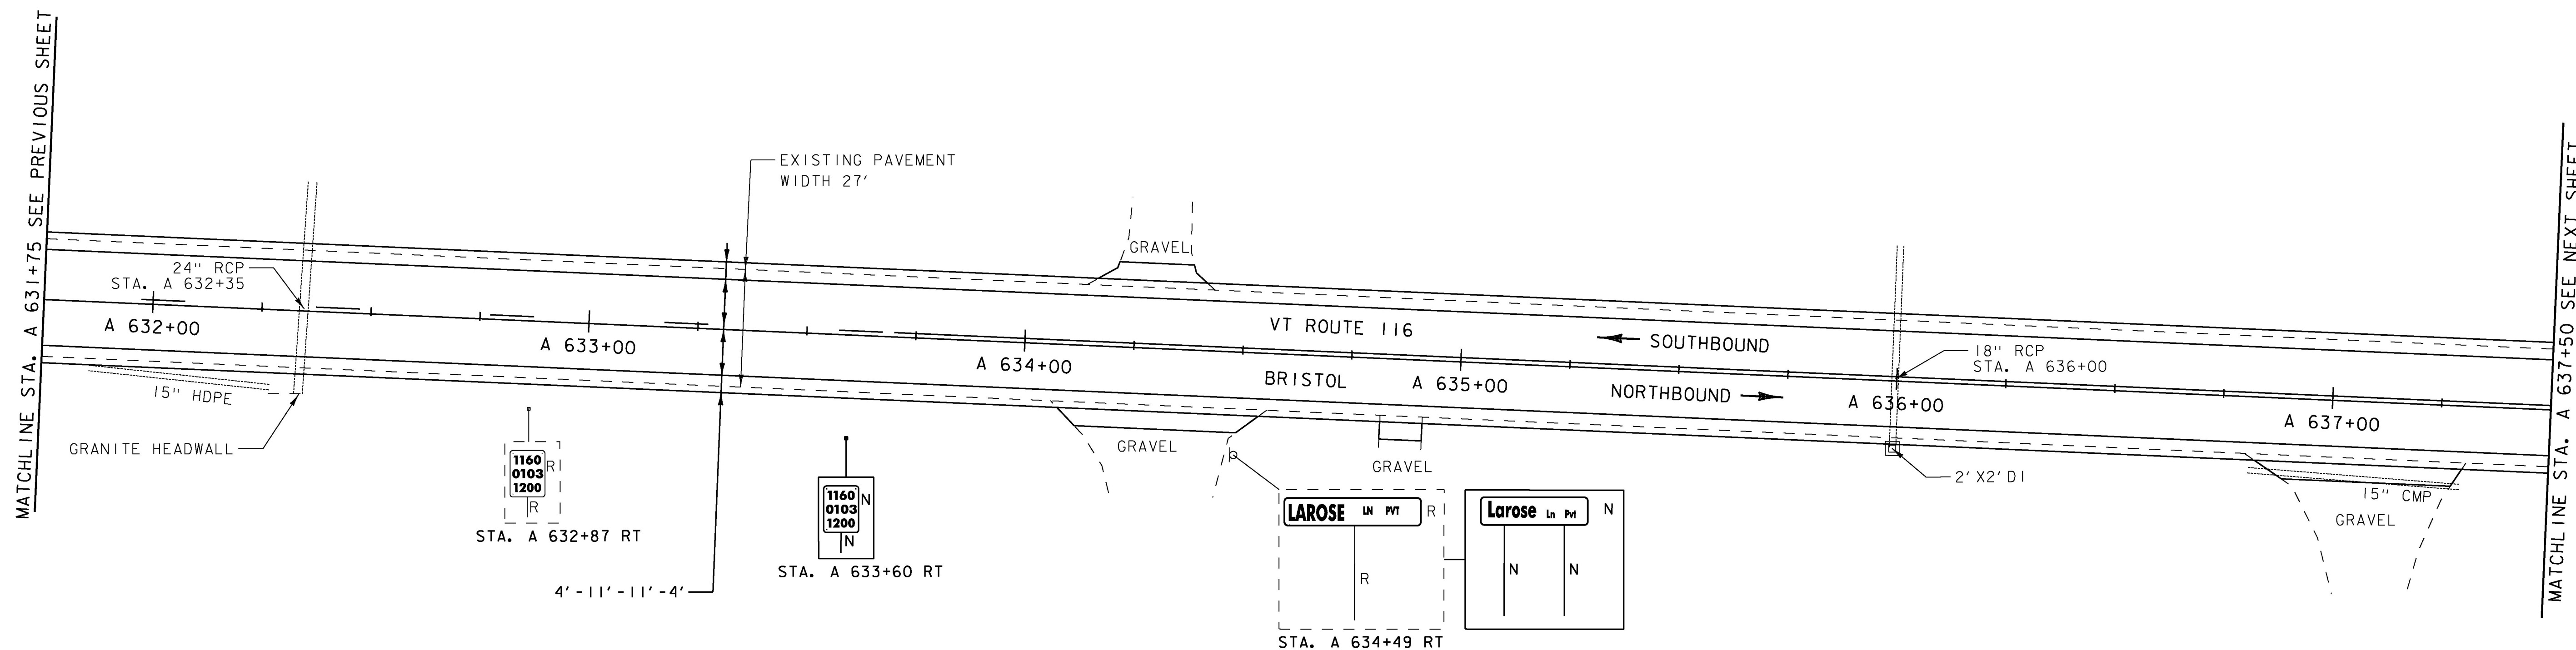 MATCHLINE STA. A 631+75 SEE PREVIOUS SHEET
EXISTING PAVEMENT
WIDTH 27'
24" RCP
STA. A 632+35
A 632+00
15" HDPE
GRANITE HEADWALL
A 633+00
1160
0103
1200
R
R
STA. A 632+87 RT
4'-11'-11'-4'
1160
0103
1200
N
N
STA. A 633+60 RT
GRAVEL
A 634+00
VT ROUTE 116
BRISTOL
SOUTHBOUND
NORTHBOUND
A 635+00
GRAVEL
GRAVEL
LAROSE LN PVT R
R
STA. A 634+49 RT
Larose Ln Pvt N
N N
18" RCP
STA. A 636+00
A 636+00
2'X2' DI
A 637+00
15" CMP
GRAVEL
MATCHLINE STA. A 637+50 SEE NEXT SHEET